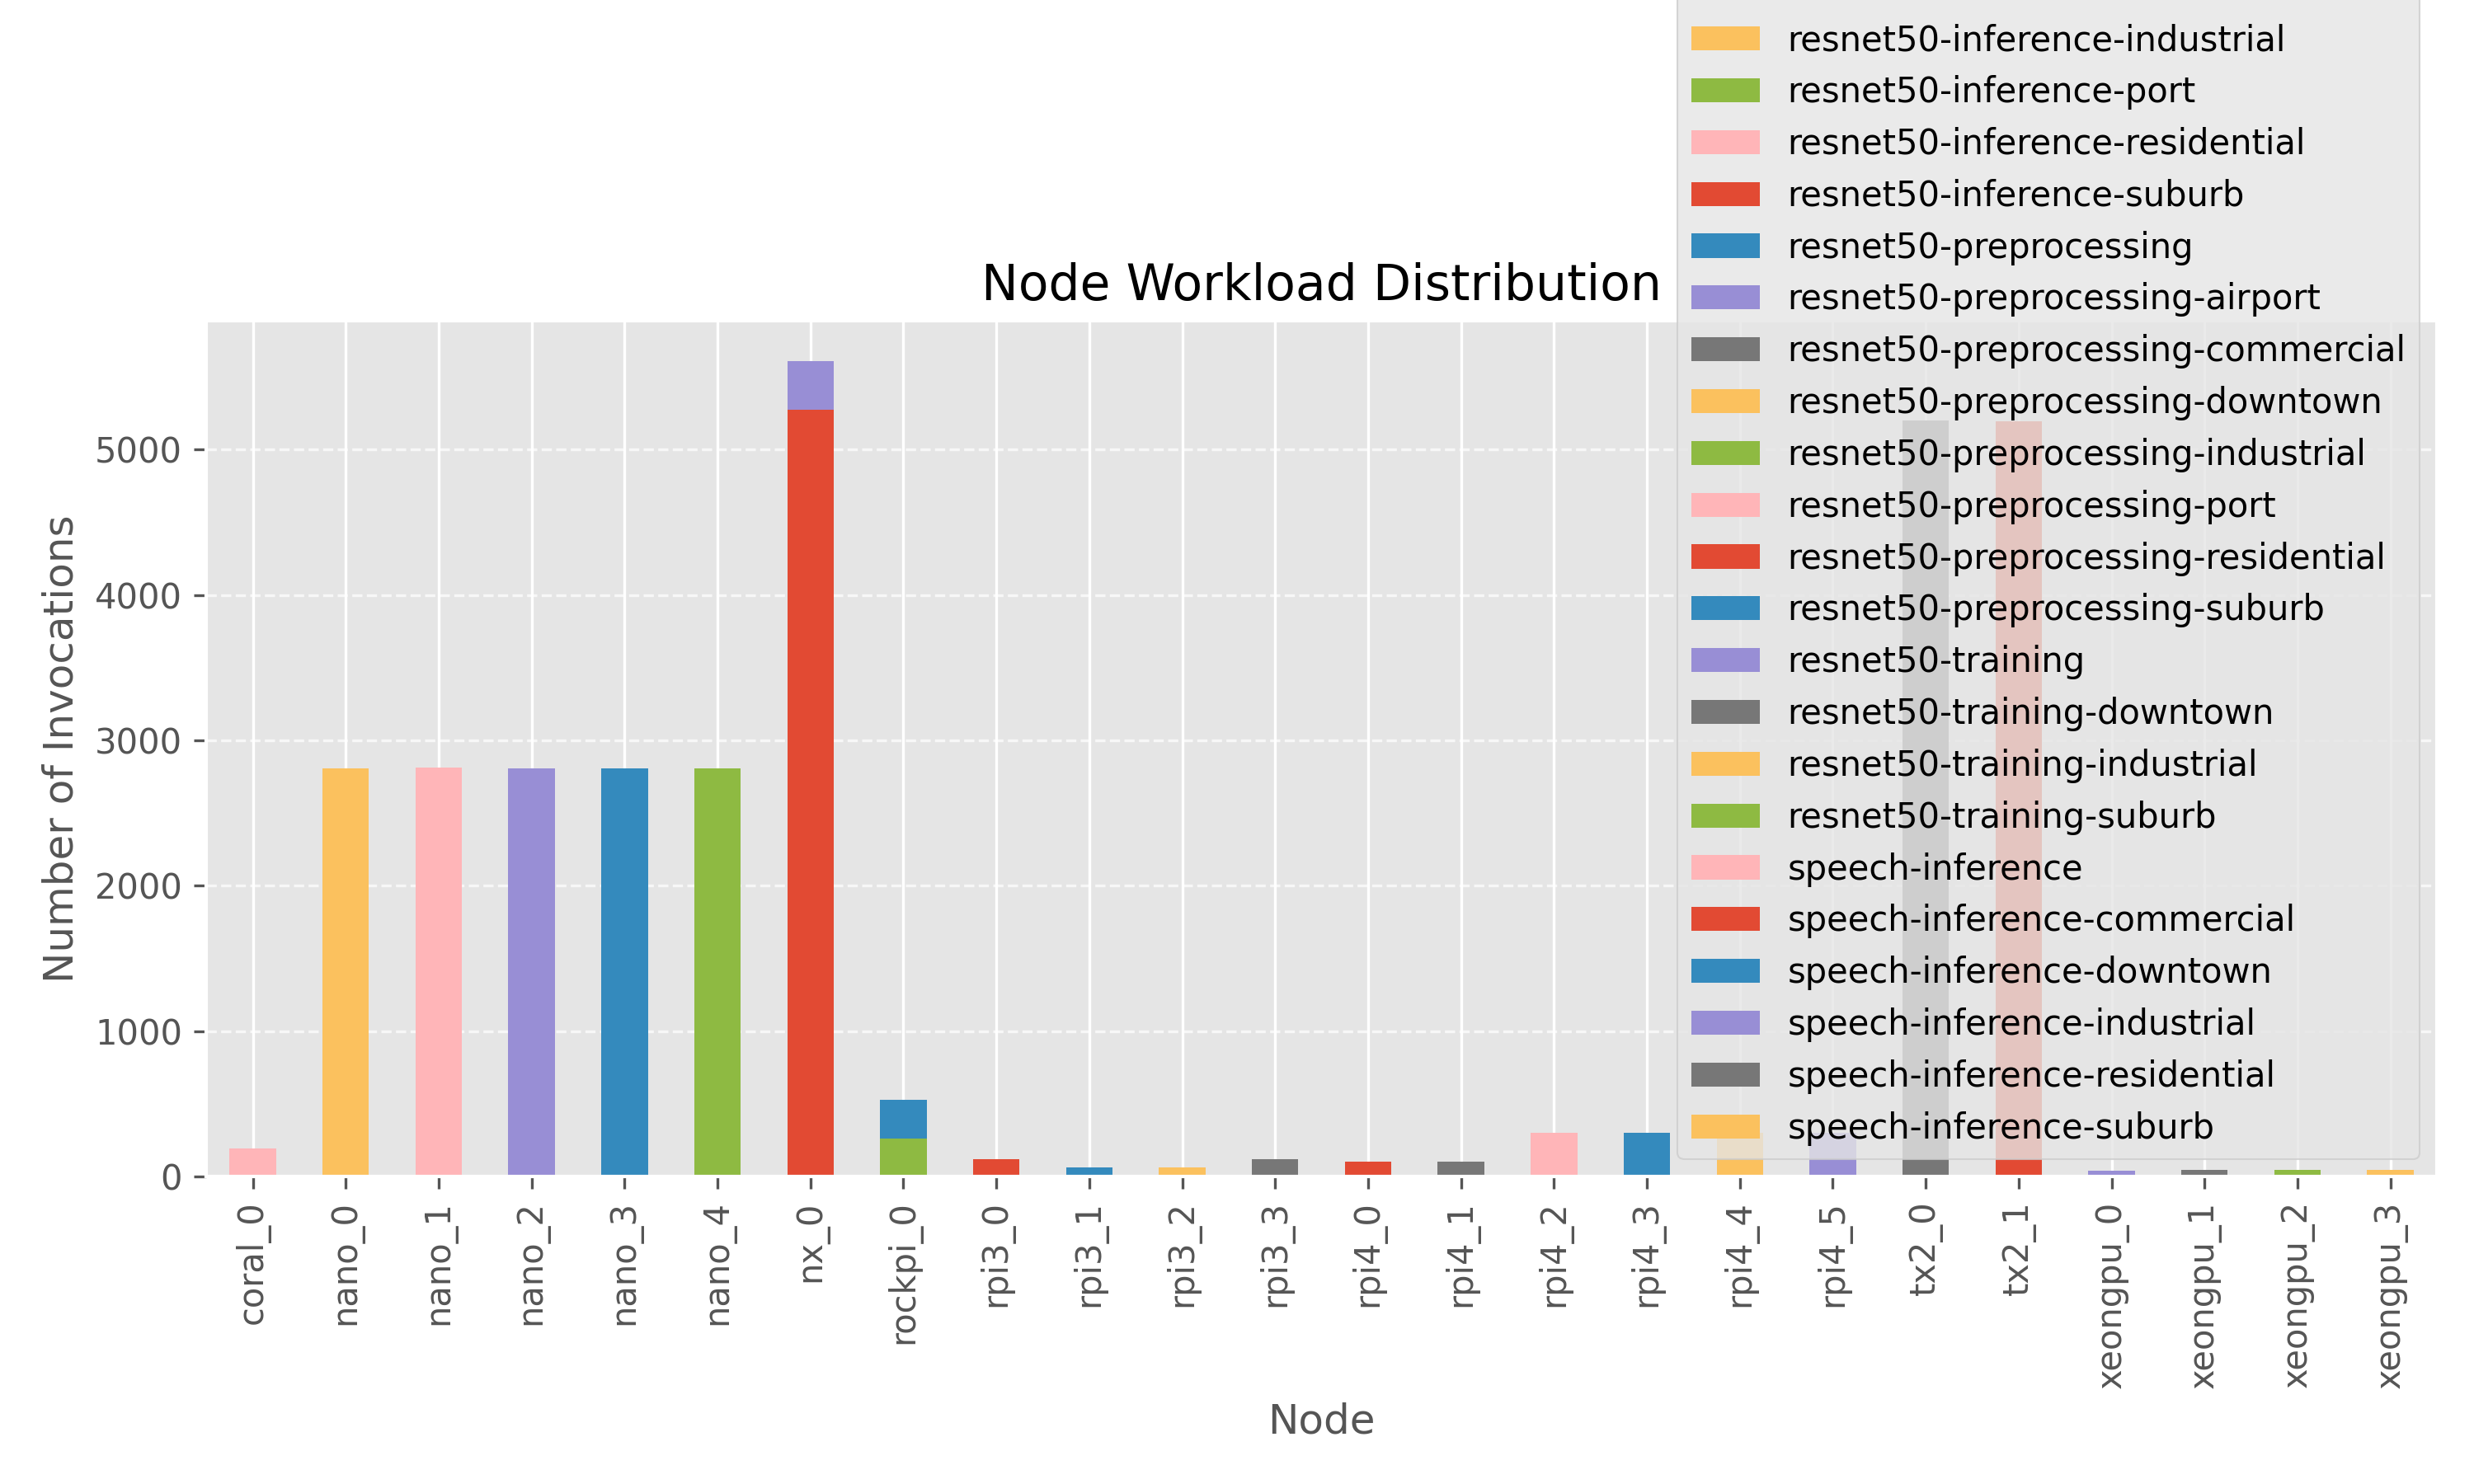 resnet50-inference-industrial
resnet50-inference-port
resnet50-inference-residential
resnet50-inference-suburb
resnet50-preprocessing
resnet50-preprocessing-airport
resnet50-preprocessing-commercial
resnet50-preprocessing-downtown
resnet50-preprocessing-industrial
resnet50-preprocessing-port
resnet50-preprocessing-residential
resnet50-preprocessing-suburb
resnet50-training
resnet50-training-downtown
resnet50-training-industrial
resnet50-training-suburb
speech-inference
speech-inference-commercial
speech-inference-downtown
speech-inference-industrial
speech-inference-residential
speech-inference-suburb
Node Workload Distribution
Number of Invocations
5000
4000
3000
2000
1000
0
coral_0
nano_0
nano_1
nano_2
nano_3
nano_4
nx_0
rockpi_0
rpi3_0
rpi3_1
rpi3_2
rpi3_3
rpi4_0
rpi4_1
rpi4_2
rpi4_3
rpi4_4
rpi4_5
tx2_0
tx2_1
xeongpu_0
xeongpu_1
xeongpu_2
xeongpu_3
Node